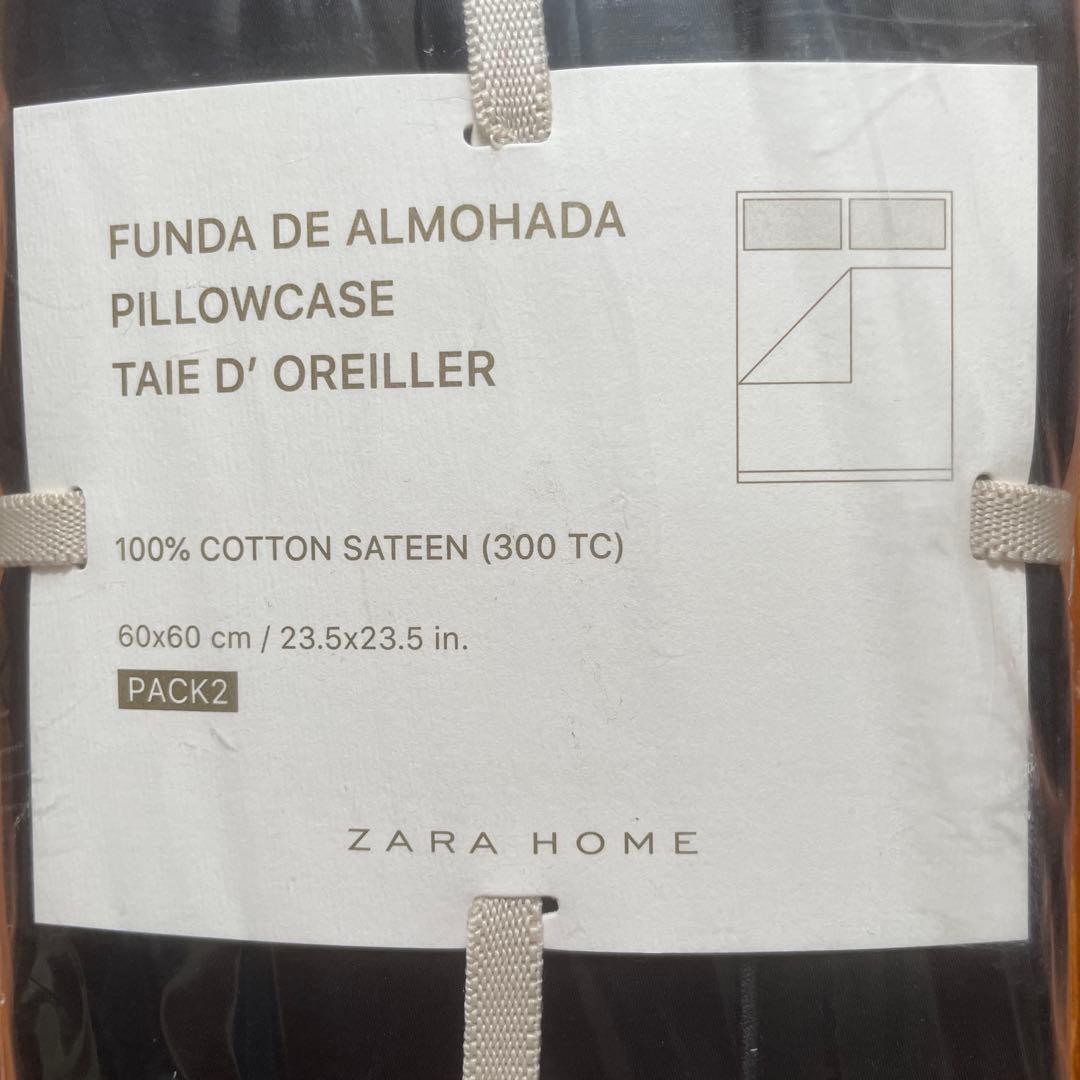 FUNDA DE ALMOHADA
PILLOWCASE
TAIE D’ OREILLER
100% COTTON SATEEN (300 TC)
60x60 cm / 23.5x23.5 in.
PACK2
ZARA HOME